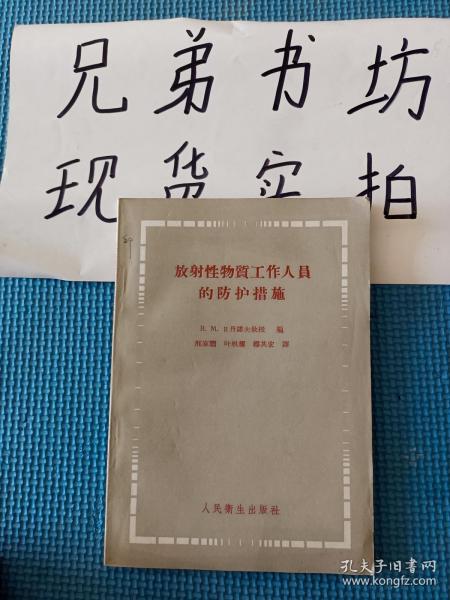 兄弟书坊
现货实拍
放射性物質工作人員
的防护措施
編
譯
人民衛生出版社
孔夫子旧书网
www.kongfz.com